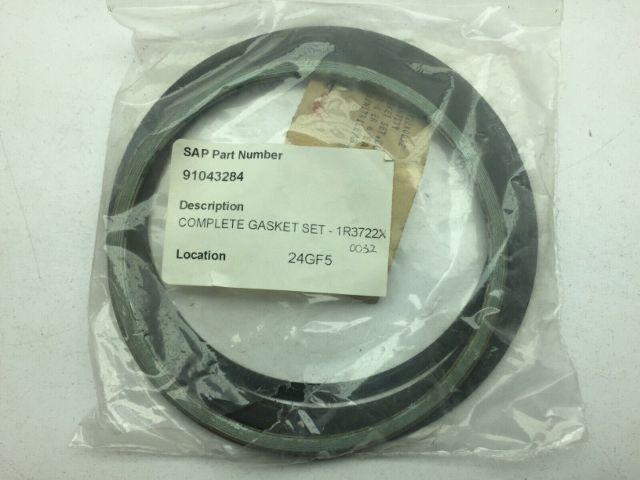 SAP Part Number
91043284
Description
COMPLETE GASKET SET - 1R3722X
0032
Location 24GF5